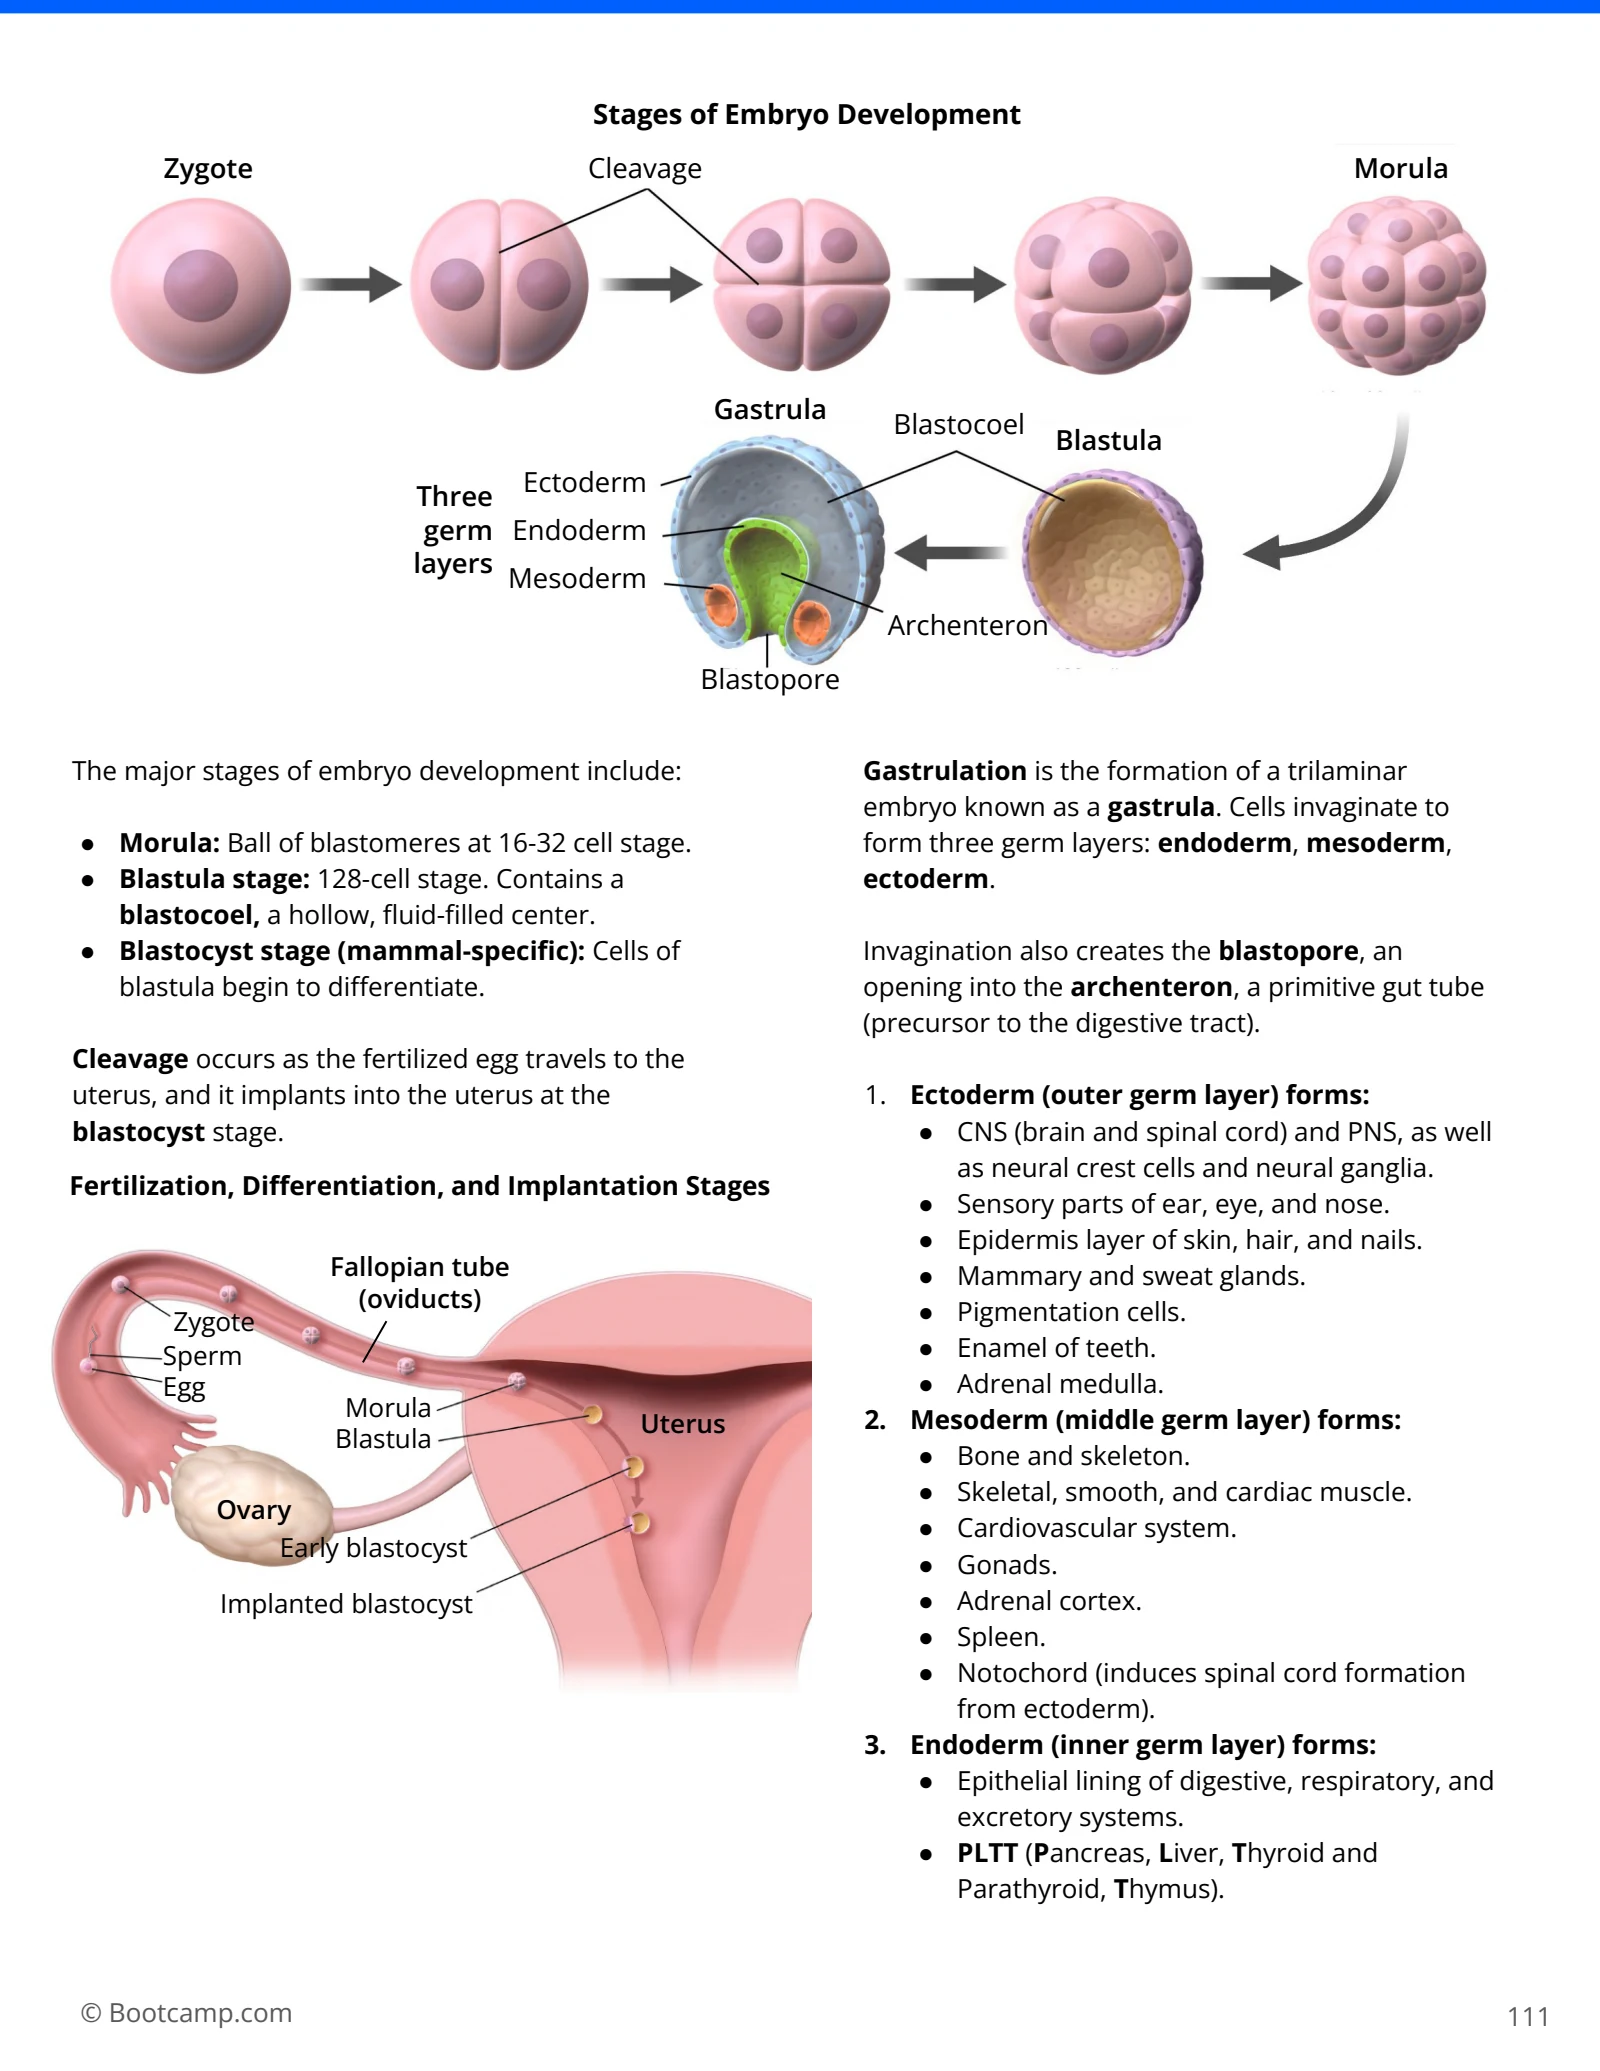 Stages of Embryo Development
Zygote
Cleavage
Morula
Gastrula
Blastocoel
Blastula
Three
germ
layers
Ectoderm
Endoderm
Mesoderm
Archenteron
Blastopore
The major stages of embryo development include:
● Morula: Ball of blastomeres at 16-32 cell stage.
● Blastula stage: 128-cell stage. Contains a
blastocoel, a hollow, fluid-filled center.
● Blastocyst stage (mammal-specific): Cells of
blastula begin to differentiate.
Cleavage occurs as the fertilized egg travels to the
uterus, and it implants into the uterus at the
blastocyst stage.
Fertilization, Differentiation, and Implantation Stages
Fallopian tube
(oviducts)
Zygote
Sperm
Egg
Morula
Blastula
Uterus
Ovary
Early blastocyst
Implanted blastocyst
Gastrulation is the formation of a trilaminar
embryo known as a gastrula. Cells invaginate to
form three germ layers: endoderm, mesoderm,
ectoderm.
Invagination also creates the blastopore, an
opening into the archenteron, a primitive gut tube
(precursor to the digestive tract).
1. Ectoderm (outer germ layer) forms:
● CNS (brain and spinal cord) and PNS, as well
as neural crest cells and neural ganglia.
● Sensory parts of ear, eye, and nose.
● Epidermis layer of skin, hair, and nails.
● Mammary and sweat glands.
● Pigmentation cells.
● Enamel of teeth.
● Adrenal medulla.
2. Mesoderm (middle germ layer) forms:
● Bone and skeleton.
● Skeletal, smooth, and cardiac muscle.
● Cardiovascular system.
● Gonads.
● Adrenal cortex.
● Spleen.
● Notochord (induces spinal cord formation
from ectoderm).
3. Endoderm (inner germ layer) forms:
● Epithelial lining of digestive, respiratory, and
excretory systems.
● PLTT (Pancreas, Liver, Thyroid and
Parathyroid, Thymus).
© Bootcamp.com
111